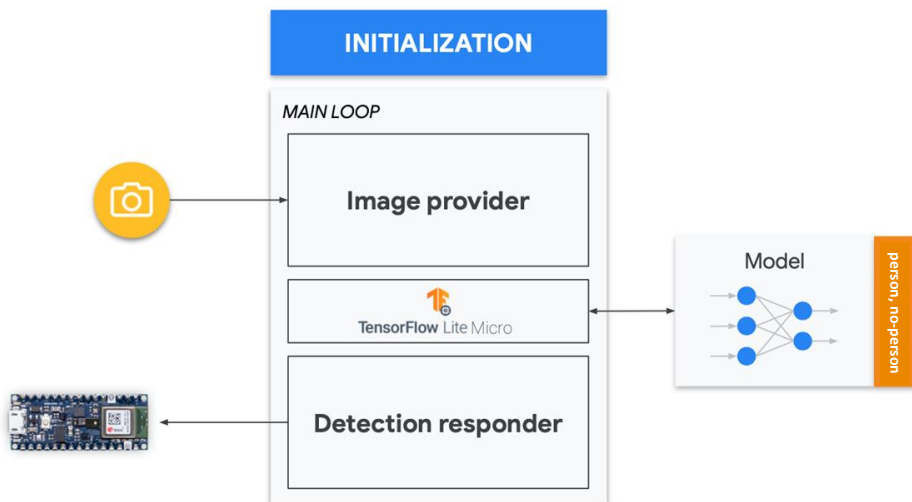 INITIALIZATION
MAIN LOOP
Image provider
TensorFlow Lite Micro
Model
person, no-person
Detection responder